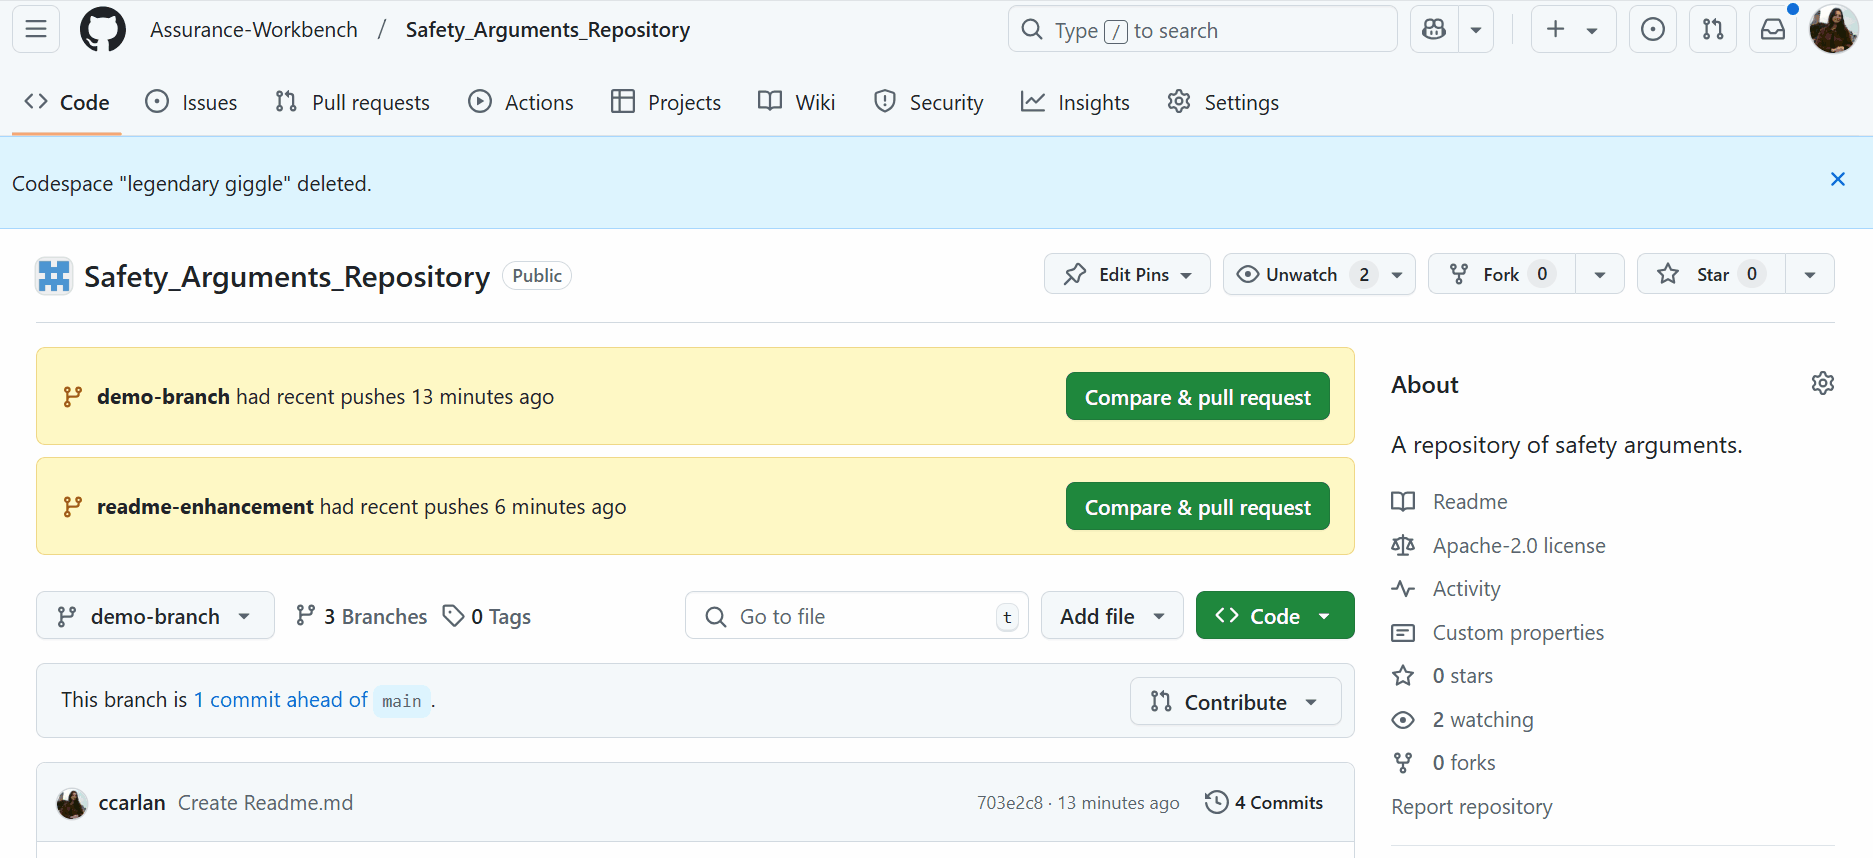 Assurance-Workbench / Safety_Arguments_Repository
Type / to search
Code
Issues
Pull requests
Actions
Projects
Wiki
Security
Insights
Settings
Codespace "legendary giggle" deleted.
Safety_Arguments_Repository Public
Edit Pins
Unwatch 2
Fork 0
Star 0
demo-branch had recent pushes 13 minutes ago
Compare & pull request
readme-enhancement had recent pushes 6 minutes ago
Compare & pull request
demo-branch
3 Branches
0 Tags
Go to file t
Add file
Code
This branch is 1 commit ahead of main .
Contribute
ccarlan Create Readme.md
703e2c8 · 13 minutes ago
4 Commits
About
A repository of safety arguments.
Readme
Apache-2.0 license
Activity
Custom properties
0 stars
2 watching
0 forks
Report repository